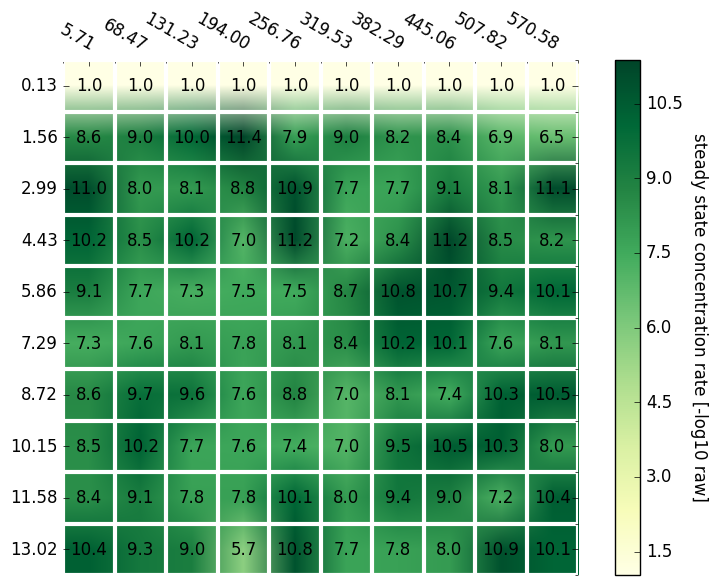 5.71 68.47 131.23 194.00 256.76 319.53 382.29 445.06 507.82 570.58
0.13 1.0 1.0 1.0 1.0 1.0 1.0 1.0 1.0 1.0 1.0
1.56 8.6 9.0 10.0 11.4 7.9 9.0 8.2 8.4 6.9 6.5
2.99 11.0 8.0 8.1 8.8 10.9 7.7 7.7 9.1 8.1 11.1
4.43 10.2 8.5 10.2 7.0 11.2 7.2 8.4 11.2 8.5 8.2
5.86 9.1 7.7 7.3 7.5 7.5 8.7 10.8 10.7 9.4 10.1
7.29 7.3 7.6 8.1 7.8 8.1 8.4 10.2 10.1 7.6 8.1
8.72 8.6 9.7 9.6 7.6 8.8 7.0 8.1 7.4 10.3 10.5
10.15 8.5 10.2 7.7 7.6 7.4 7.0 9.5 10.5 10.3 8.0
11.58 8.4 9.1 7.8 7.8 10.1 8.0 9.4 9.0 7.2 10.4
13.02 10.4 9.3 9.0 5.7 10.8 7.7 7.8 8.0 10.9 10.1
10.5
9.0
7.5
6.0
4.5
3.0
1.5
steady state concentration rate [-log10 raw]